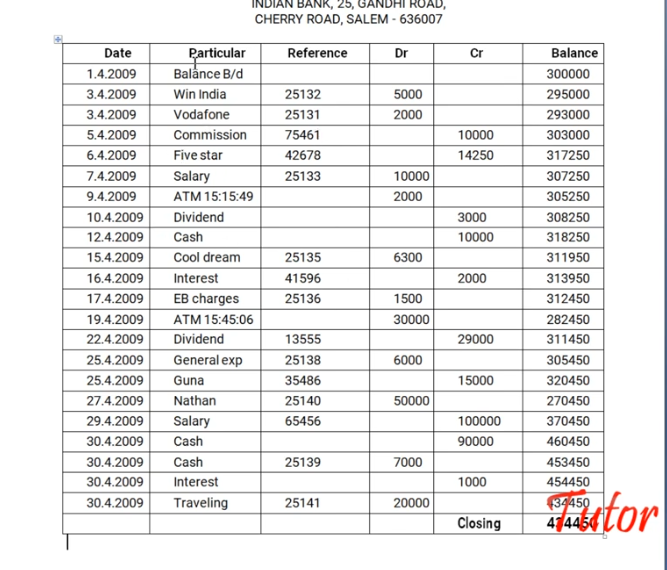 INDIAN BANK, 25, GANDHI ROAD,
CHERRY ROAD, SALEM - 636007
Date Particular Reference Dr Cr Balance
1.4.2009 Balance B/d 300000
3.4.2009 Win India 25132 5000 295000
3.4.2009 Vodafone 25131 2000 293000
5.4.2009 Commission 75461 10000 303000
6.4.2009 Five star 42678 14250 317250
7.4.2009 Salary 25133 10000 307250
9.4.2009 ATM 15:15:49 2000 305250
10.4.2009 Dividend 3000 308250
12.4.2009 Cash 10000 318250
15.4.2009 Cool dream 25135 6300 311950
16.4.2009 Interest 41596 2000 313950
17.4.2009 EB charges 25136 1500 312450
19.4.2009 ATM 15:45:06 30000 282450
22.4.2009 Dividend 13555 29000 311450
25.4.2009 General exp 25138 6000 305450
25.4.2009 Guna 35486 15000 320450
27.4.2009 Nathan 25140 50000 270450
29.4.2009 Salary 65456 100000 370450
30.4.2009 Cash 90000 460450
30.4.2009 Cash 25139 7000 453450
30.4.2009 Interest 1000 454450
30.4.2009 Traveling 25141 20000 434450
Closing 434450
Tutor